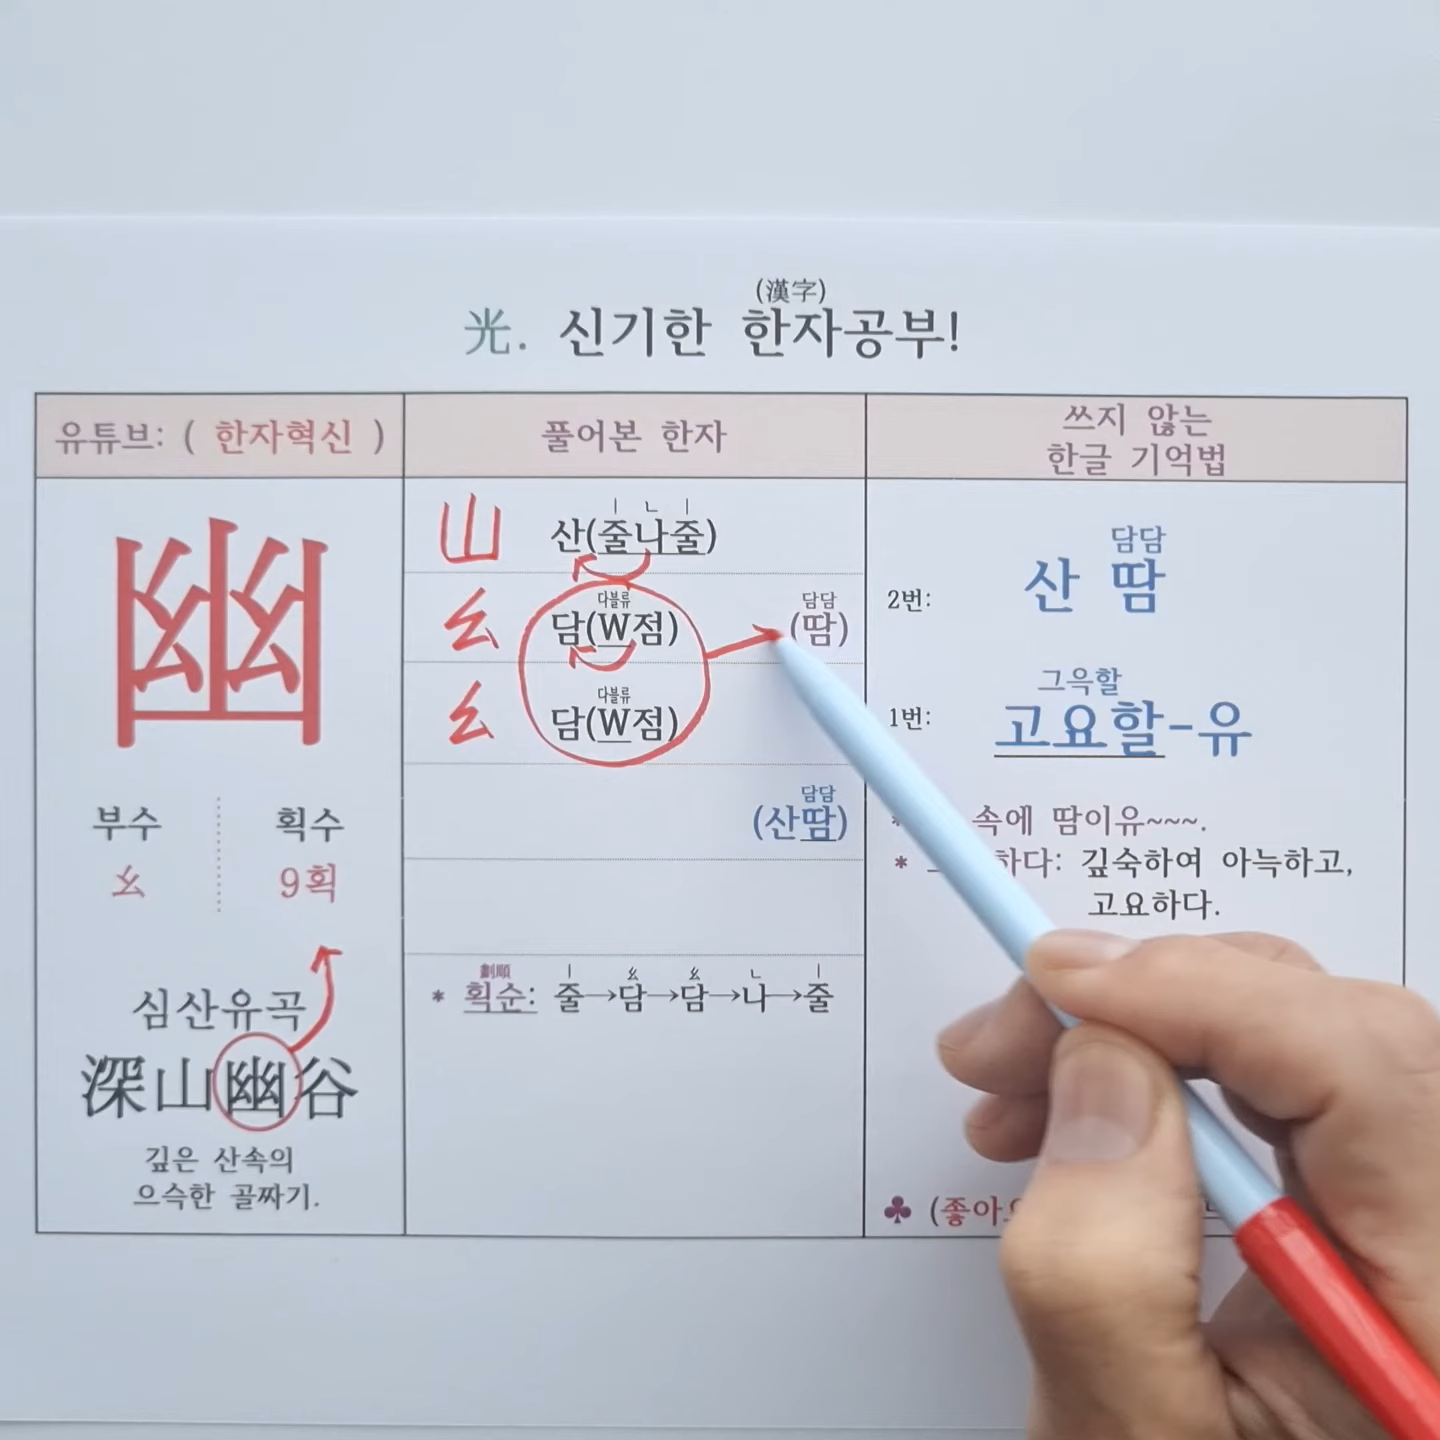 (漢字)
光. 신기한 한자공부!
유튜브: ( 한자혁신 )
풀어본 한자
쓰지 않는
한글 기억법
幽
부수
획수
幺
9획
심산유곡
深山幽谷
깊은 산속의
으슥한 골짜기.
山
ㅣ ㄴ ㅣ
산(줄나줄)
幺
다블류
담(W점)
담담
(땀)
幺
다블류
담(W점)
담담
(산땀)
劃順
ㅣ 幺 幺 ㄴ ㅣ
* 획순: 줄→담→담→나→줄
담담
2번: 산 땀
그윽할
1번: 고요할-유
속에 땀이유~~~.
* 하다: 깊숙하여 아늑하고,
고요하다.
♣ (좋아